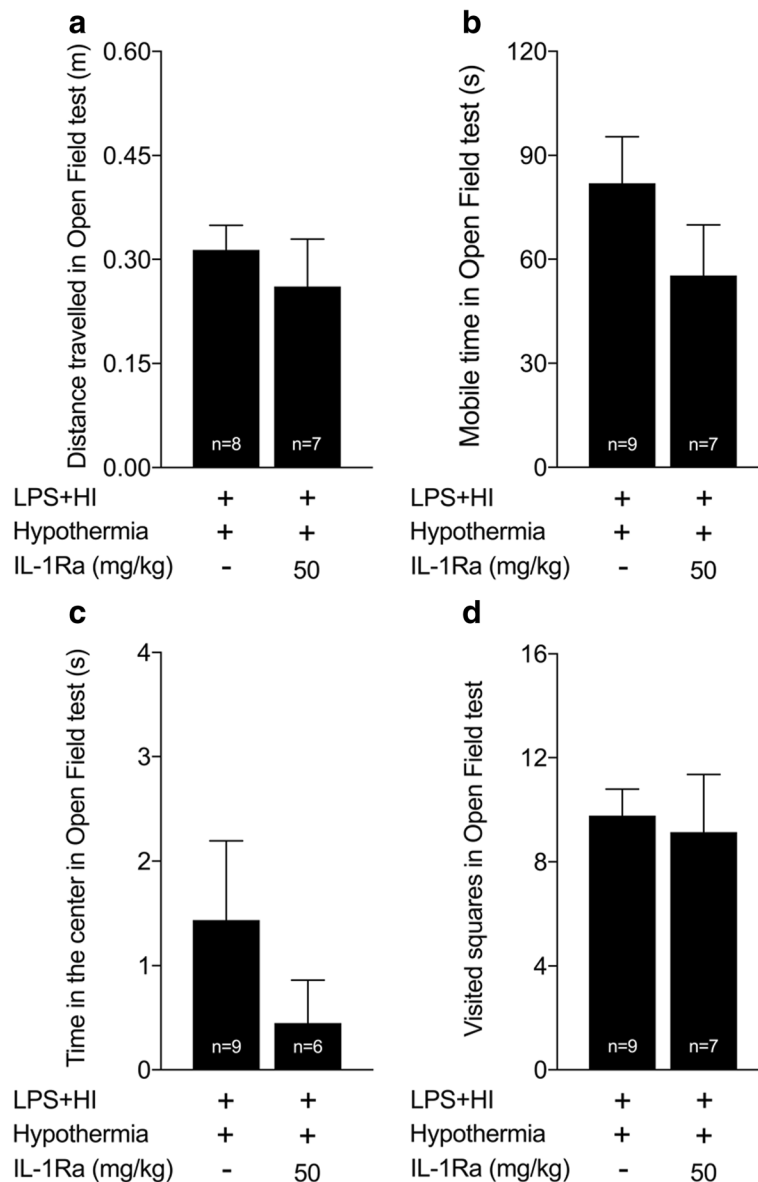 a
Distance travelled in Open Field test (m)
0.60
0.45
0.30
0.15
0.00
n=8 n=7
LPS+HI + +
Hypothermia + +
IL-1Ra (mg/kg) - 50
b
Mobile time in Open Field test (s)
120
90
60
30
0
n=9 n=7
LPS+HI + +
Hypothermia + +
IL-1Ra (mg/kg) - 50
c
Time in the center in Open Field test (s)
4
3
2
1
0
n=9 n=6
LPS+HI + +
Hypothermia + +
IL-1Ra (mg/kg) - 50
d
Visited squares in Open Field test
16
12
8
4
0
n=9 n=7
LPS+HI + +
Hypothermia + +
IL-1Ra (mg/kg) - 50